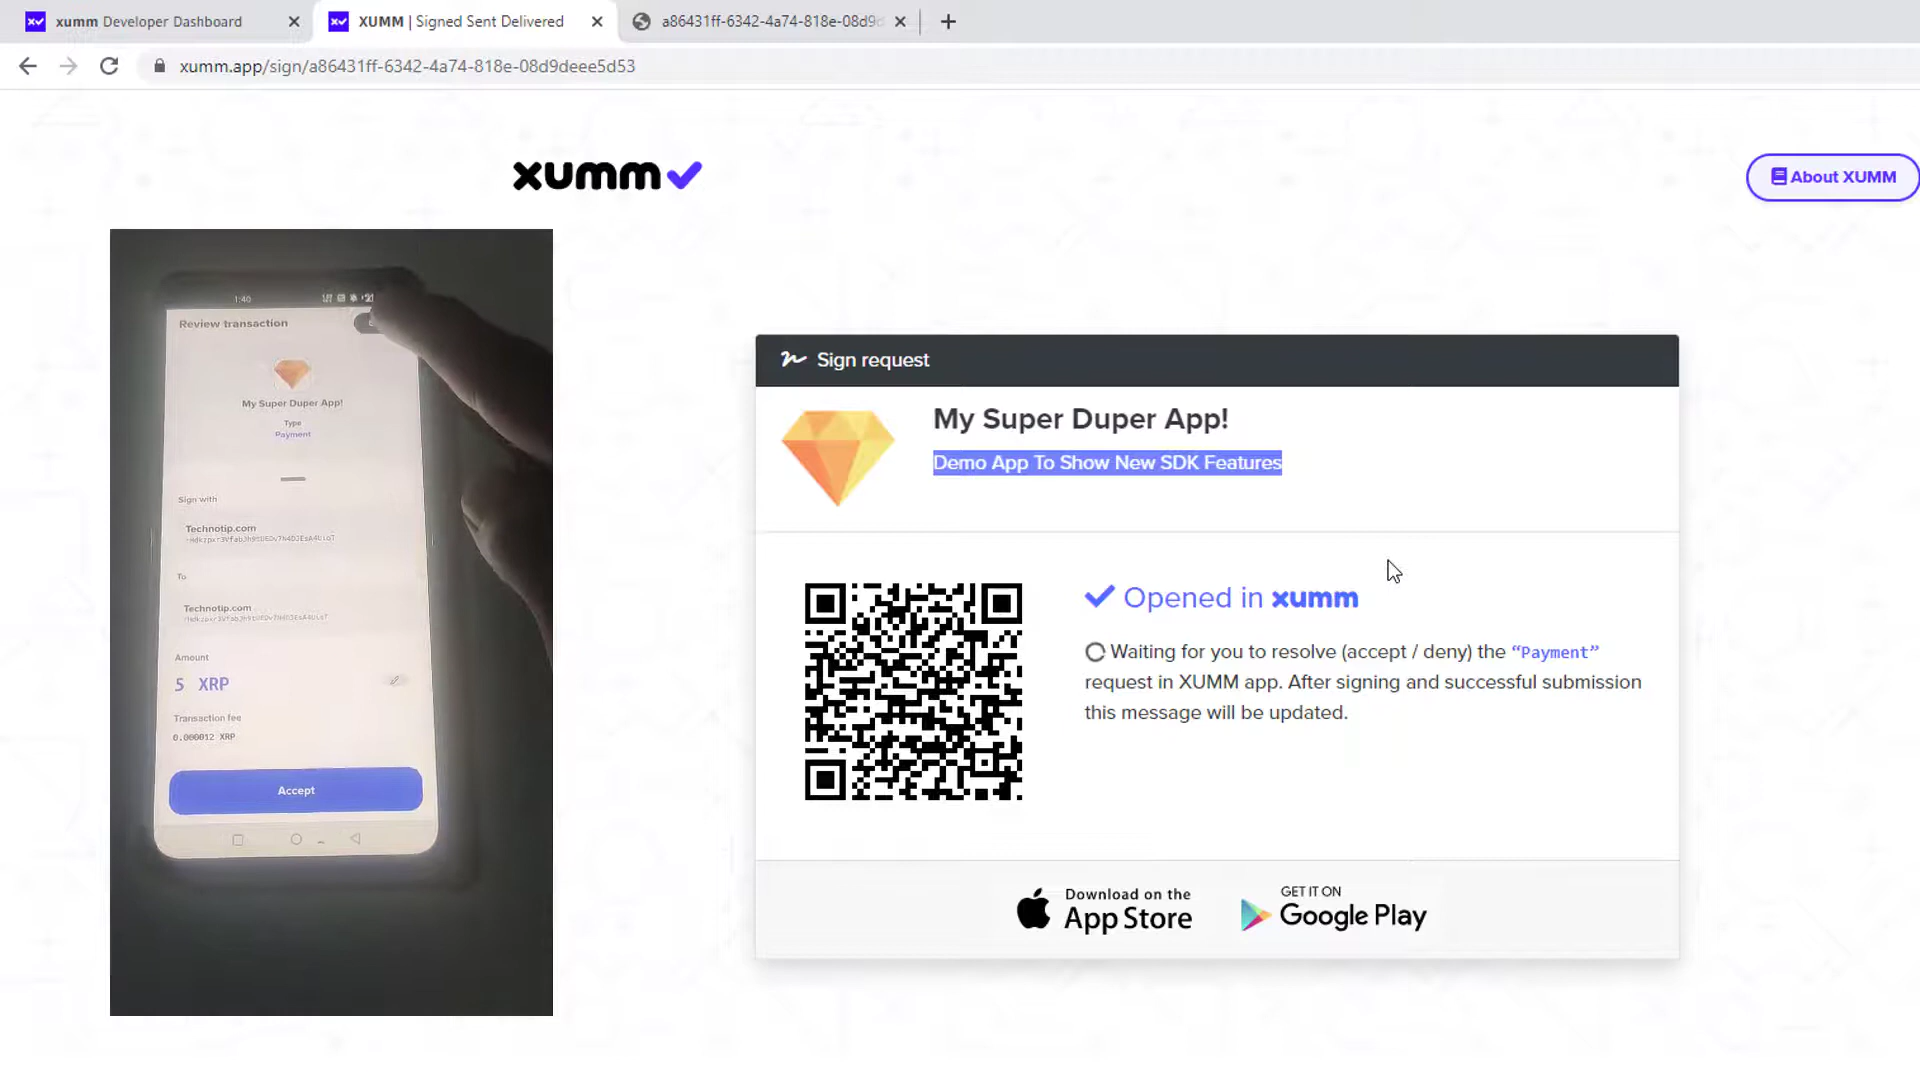 xumm Developer Dashboard
XUMM | Signed Sent Delivered
a86431ff-6342-4a74-818e-08d9d
xumm.app/sign/a86431ff-6342-4a74-818e-08d9deee5d53
xumm
About XUMM
1:40
Review transaction
My Super Duper App!
Type
Payment
Sign with
Technotip.com
To
Technotip.com
Amount
5 XRP
Transaction fee
0.000012 XRP
Accept
Sign request
My Super Duper App!
Demo App To Show New SDK Features
Opened in xumm
Waiting for you to resolve (accept / deny) the “Payment”
request in XUMM app. After signing and successful submission
this message will be updated.
Download on the
App Store
GET IT ON
Google Play